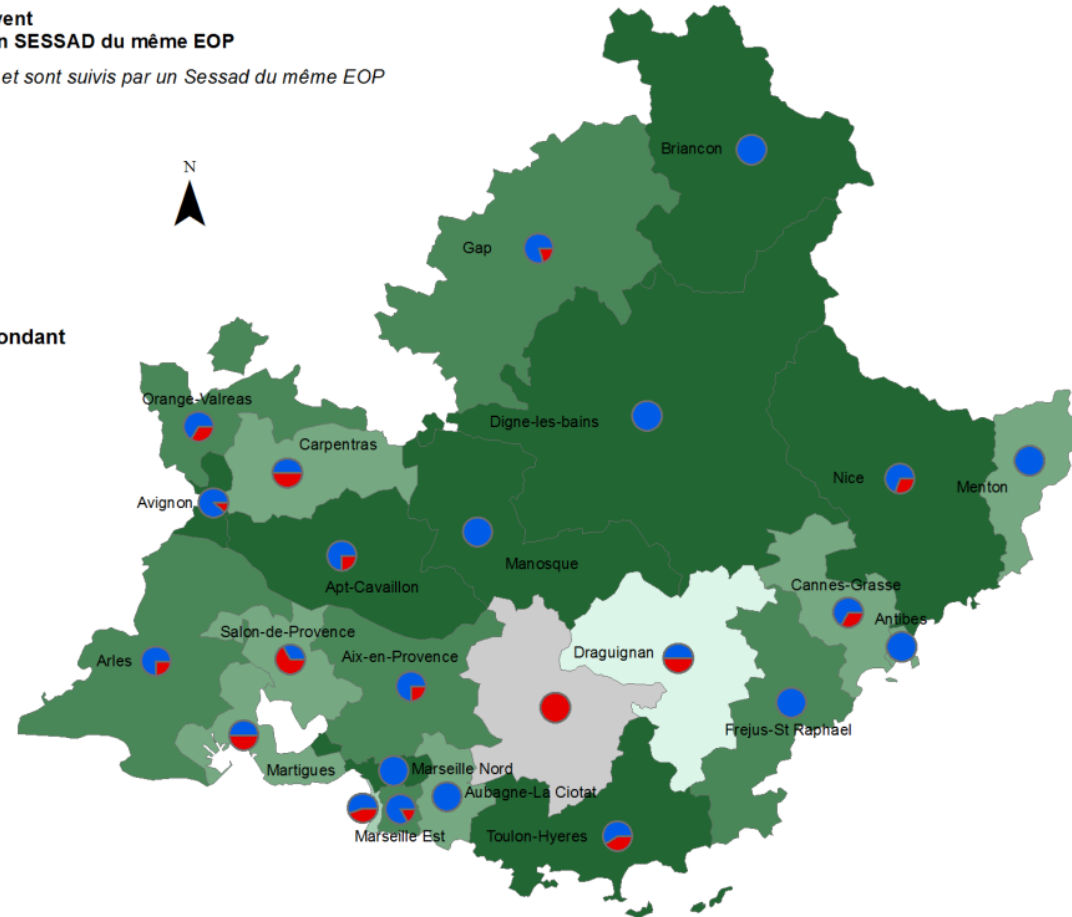 vent
n SESSAD du même EOP
et sont suivis par un Sessad du même EOP
N
Briancon
Gap
ondant
Orange-Valreas
Digne-les-bains
Carpentras
Nice
Menton
Avignon
Manosque
Apt-Cavaillon
Cannes-Grasse
Antibes
Salon-de-Provence
Draguignan
Aix-en-Provence
Arles
Frejus-St Raphael
Martigues
Marseille Nord
Aubagne-La Ciotat
Marseille Est
Toulon-Hyeres